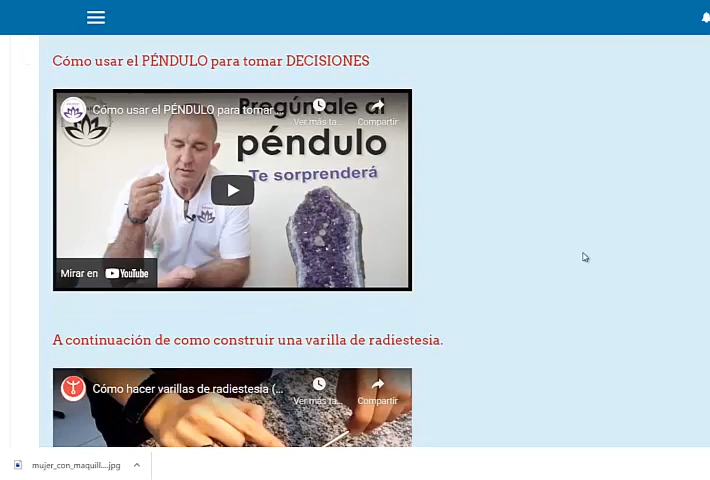 Cómo usar el PÉNDULO para tomar DECISIONES
Cómo usar el PÉNDULO para tomar...
Pregúntale al
Ver más ta...
Compartir
péndulo
Te sorprenderá
Mirar en YouTube
A continuación de como construir una varilla de radiestesia.
Cómo hacer varillas de radiestesia (...
Ver más ta...
Compartir
mujer_con_maquill....jpg